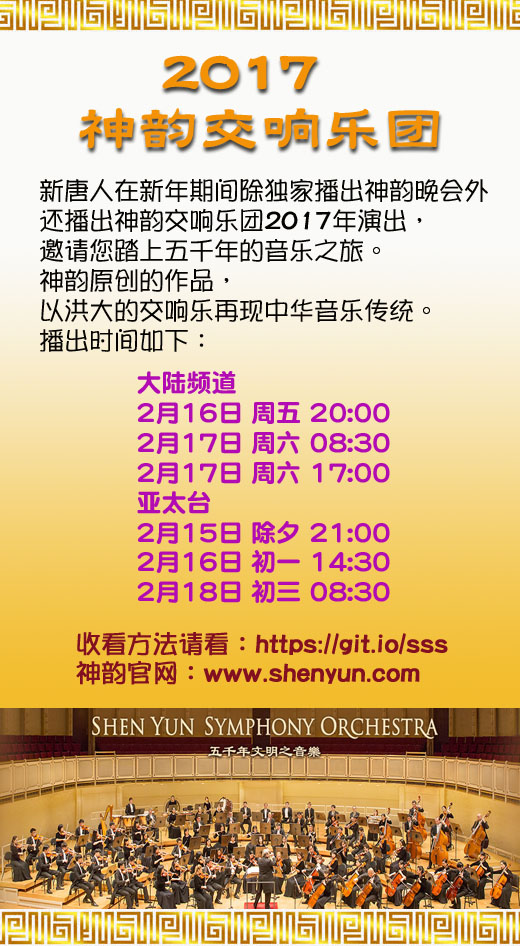 2017
神韵交响乐团
新唐人在新年期间除独家播出神韵晚会外
还播出神韵交响乐团2017年演出，
邀请您踏上五千年的音乐之旅。
神韵原创的作品，
以洪大的交响乐再现中华音乐传统。
播出时间如下：
大陆频道
2月16日 周五 20:00
2月17日 周六 08:30
2月17日 周六 17:00
亚太台
2月15日 除夕 21:00
2月16日 初一 14:30
2月18日 初三 08:30
收看方法请看：https://git.io/sss
神韵官网：www.shenyun.com
SHEN YUN SYMPHONY ORCHESTRA
五千年文明之音樂